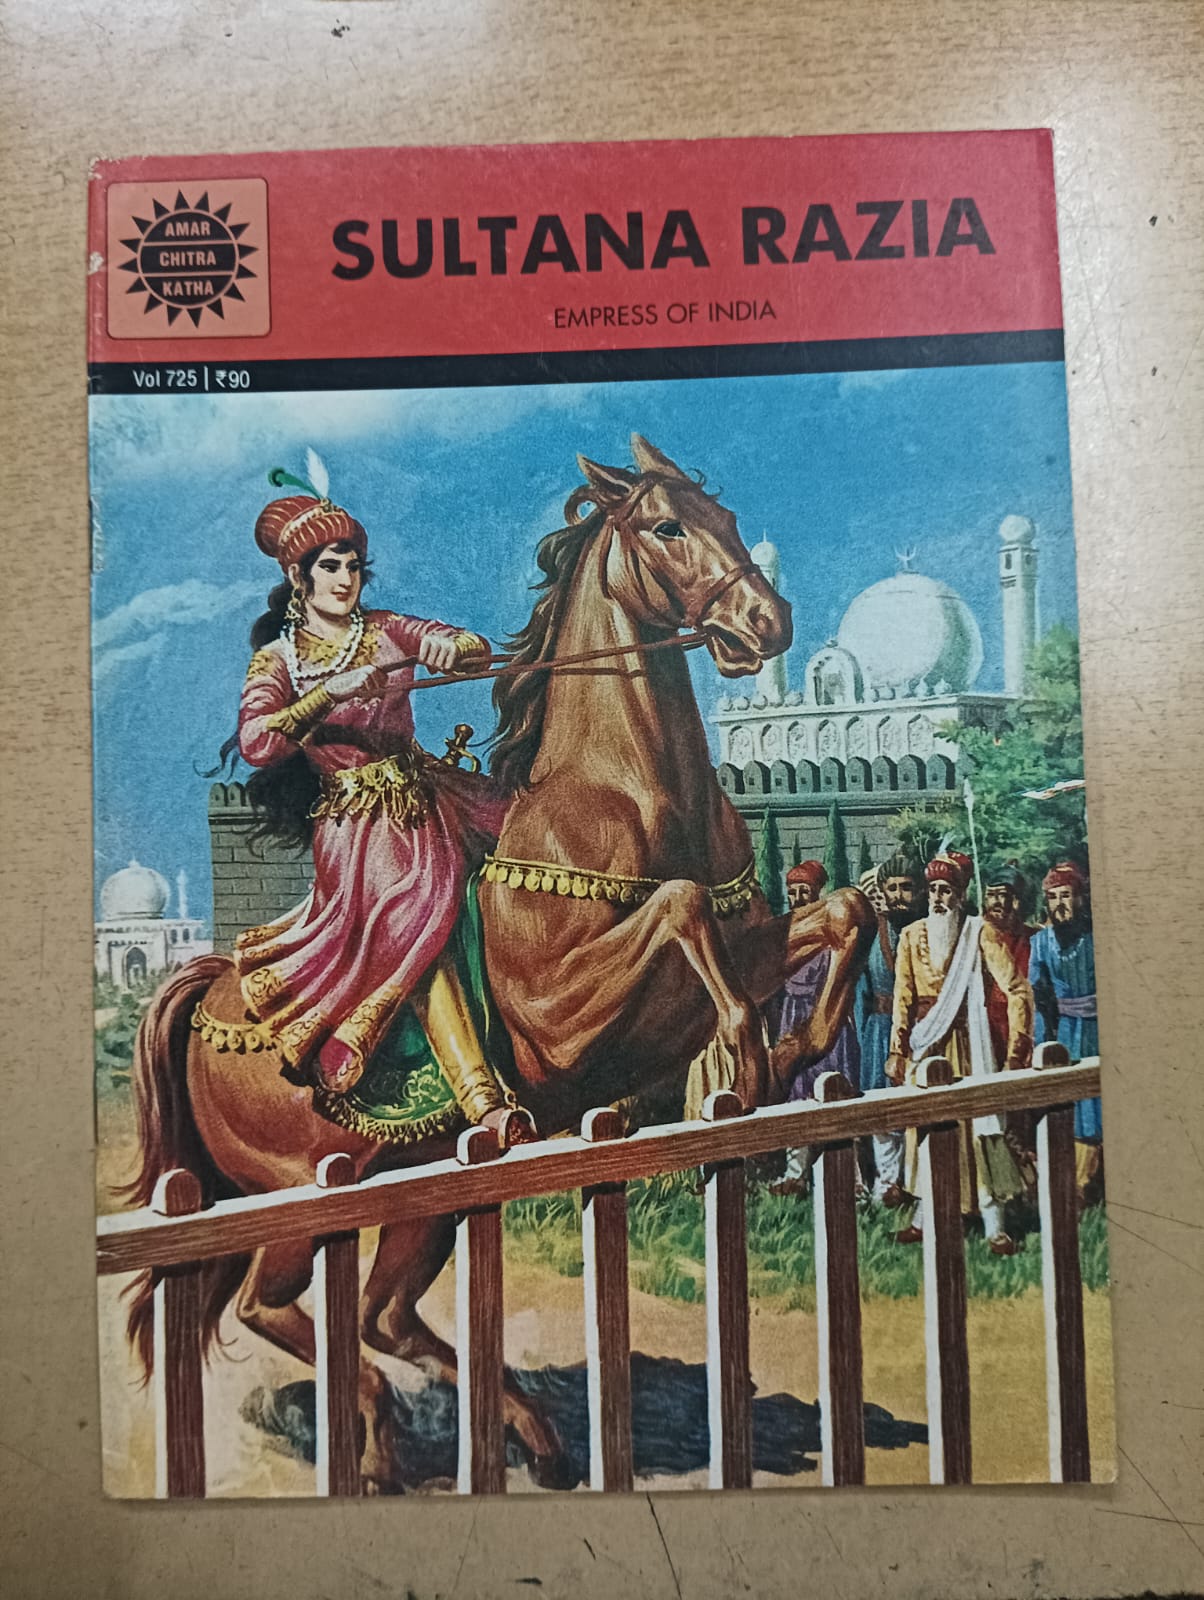 AMAR
CHITRA
KATHA
SULTANA RAZIA
EMPRESS OF INDIA
Vol 725 | ₹90